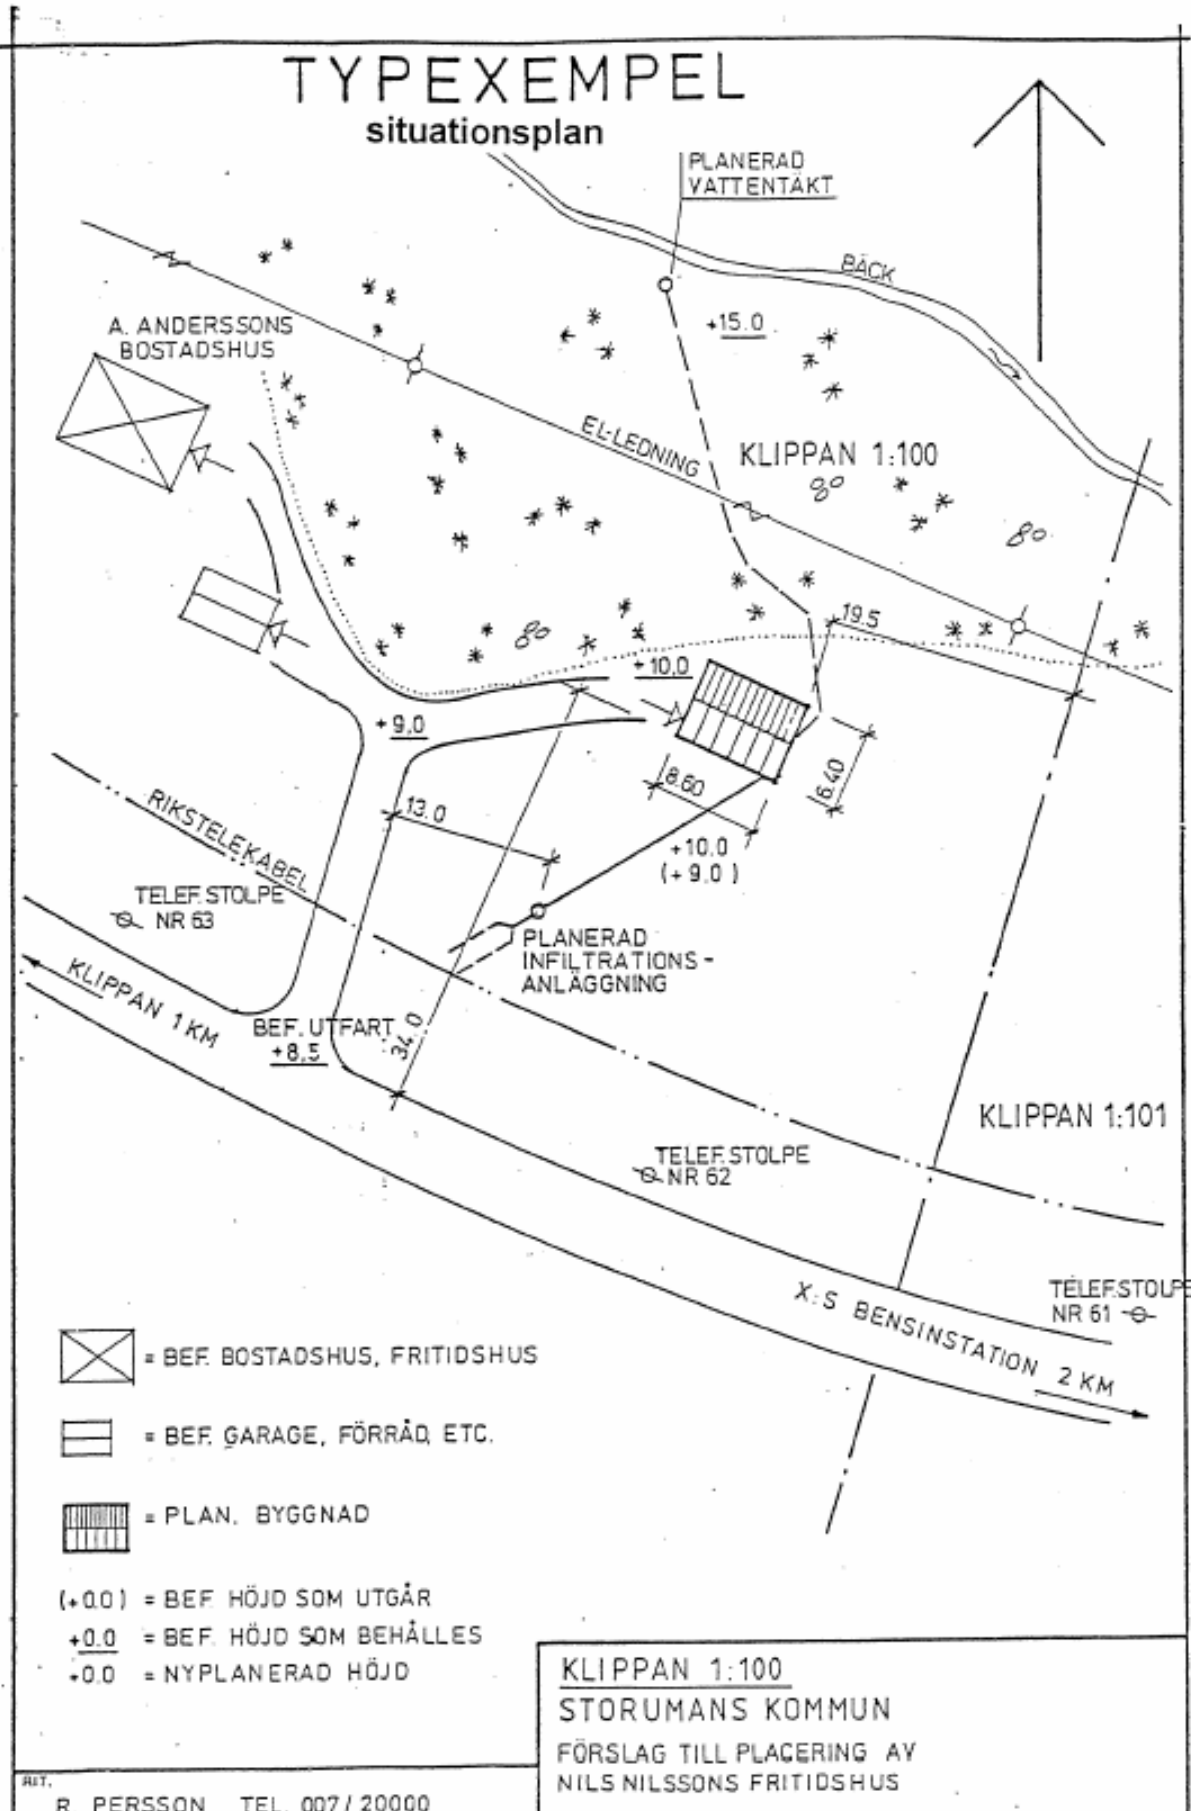 TYPEXEMPEL
situationsplan
PLANERAD
VATTENTÄKT
BÄCK
+15.0
A. ANDERSSONS
BOSTADSHUS
EL-LEDNING
KLIPPAN 1:100
19.5
+10,0
+9,0
8.60
6.40
13.0
+10.0
(+9.0)
RIKSTELEKABEL
TELEF.STOLPE
NR 63
PLANERAD
INFILTRATIONS-
ANLÄGGNING
KLIPPAN 1 KM
BEF. UTFART
+8,5
34.0
KLIPPAN 1:101
TELEF.STOLPE
NR 62
TELEF.STOLPE
NR 61
X:S BENSINSTATION 2 KM
= BEF. BOSTADSHUS, FRITIDSHUS
= BEF. GARAGE, FÖRRÅD, ETC.
= PLAN. BYGGNAD
(+0.0) = BEF. HÖJD SOM UTGÅR
+0.0 = BEF. HÖJD SOM BEHÅLLES
+0.0 = NYPLANERAD HÖJD
KLIPPAN 1:100
STORUMANS KOMMUN
FÖRSLAG TILL PLACERING AV
NILS NILSSONS FRITIDSHUS
RIT.
R. PERSSON TEL. 007/20000